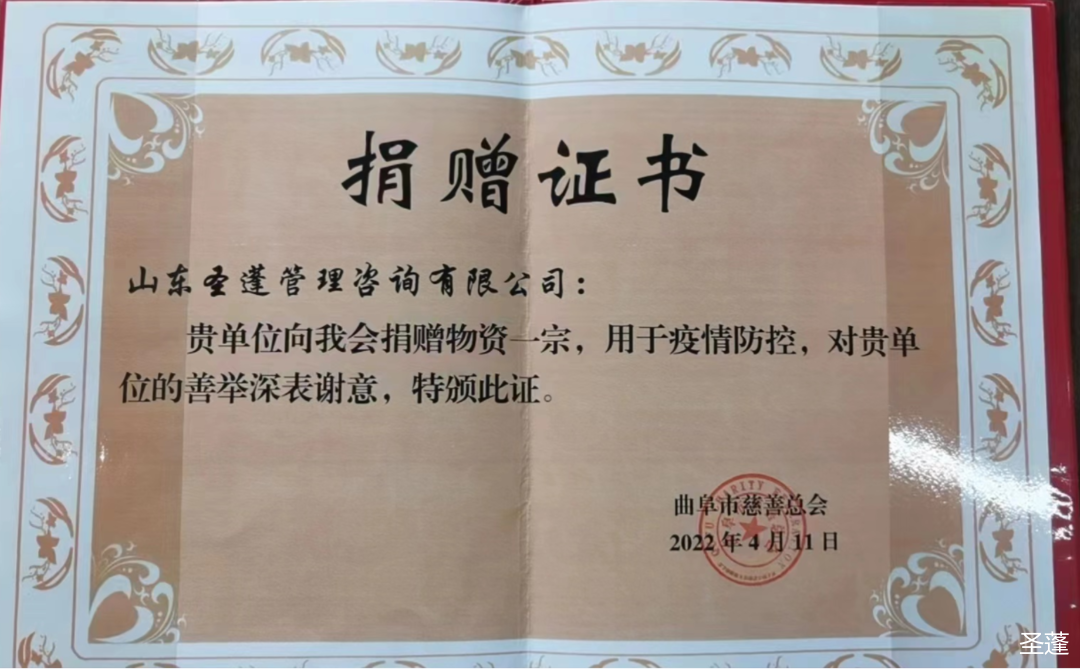 捐赠证书
山东圣蓬管理咨询有限公司：
贵单位向我会捐赠物资一宗，用于疫情防控，对贵单
位的善举深表谢意，特颁此证。
曲阜市慈善总会
2022年4月11日
圣蓬